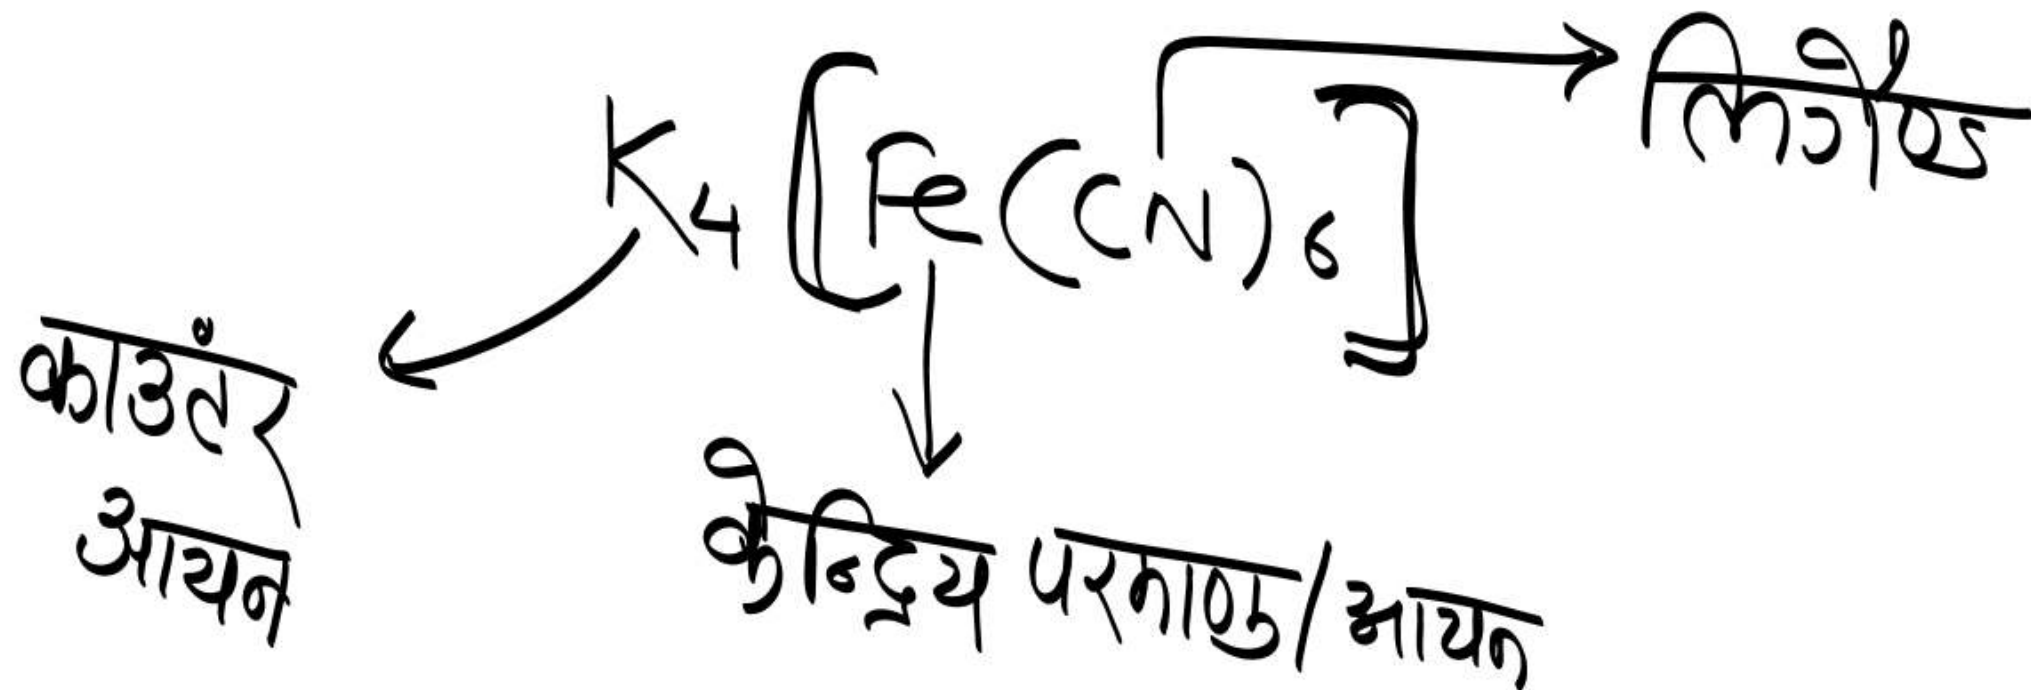 लिगैण्ड
K₄[Fe(CN)₆]
काउंटर
आयन
केन्द्रिय परमाणु/आयन